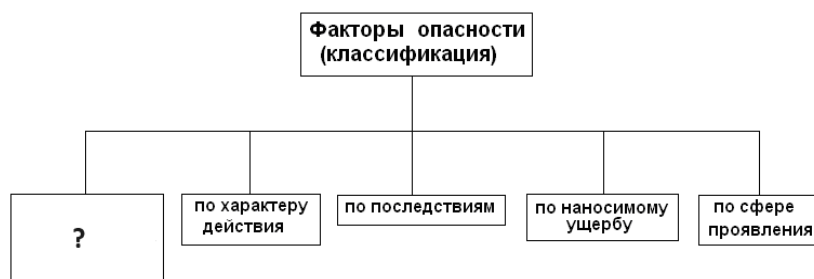 Факторы опасности
(классификация)
?
по характеру
действия
по последствиям
по наносимому
ущербу
по сфере
проявления